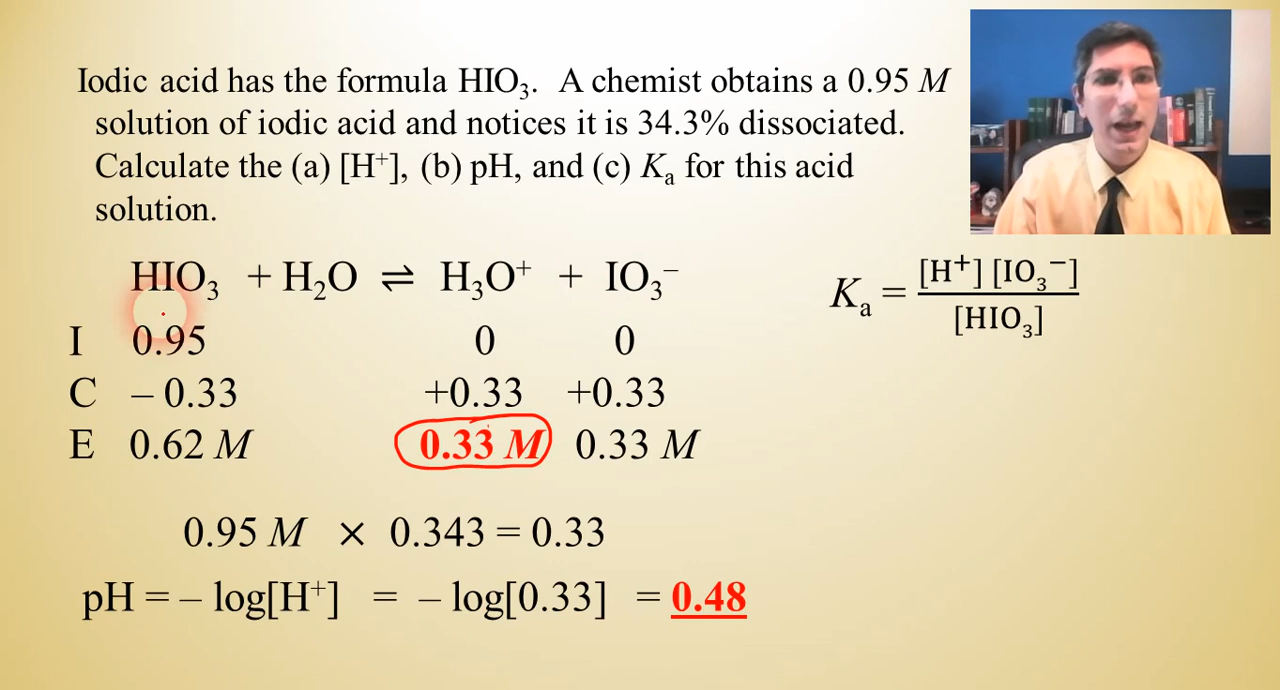 Iodic acid has the formula HIO₃. A chemist obtains a 0.95 M
solution of iodic acid and notices it is 34.3% dissociated.
Calculate the (a) [H⁺], (b) pH, and (c) Kₐ for this acid
solution.
HIO₃ + H₂O ⇌ H₃O⁺ + IO₃⁻
Kₐ = [H⁺] [IO₃⁻] / [HIO₃]
I 0.95 0 0
C – 0.33 +0.33 +0.33
E 0.62 M 0.33 M 0.33 M
0.95 M × 0.343 = 0.33
pH = – log[H⁺] = – log[0.33] = 0.48